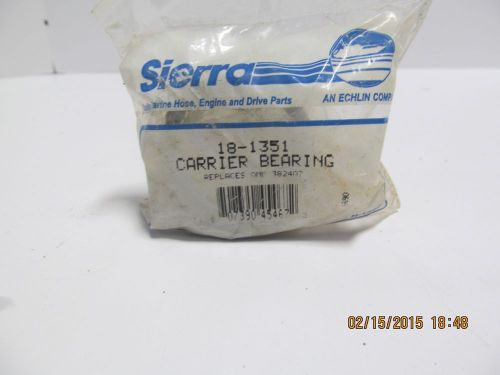 Sierra
Marine Hose, Engine and Drive Parts
AN ECHLIN COMP
18-1351
CARRIER BEARING
REPLACES OMC 382407
02/15/2015 18:48